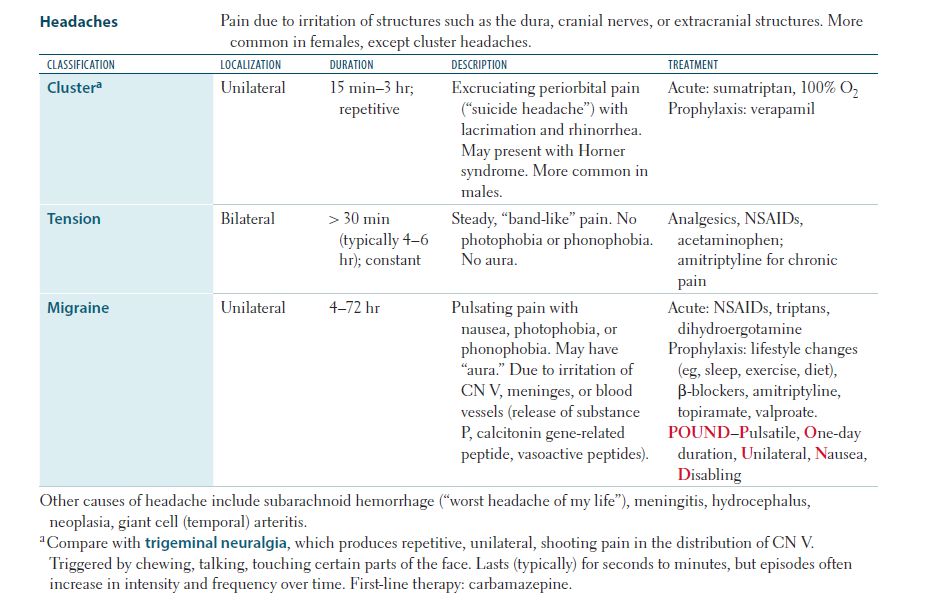 Headaches
Pain due to irritation of structures such as the dura, cranial nerves, or extracranial structures. More
common in females, except cluster headaches.
CLASSIFICATION LOCALIZATION DURATION DESCRIPTION TREATMENT
Clusterᵃ
Unilateral
15 min–3 hr;
repetitive
Excruciating periorbital pain
(“suicide headache”) with
lacrimation and rhinorrhea.
May present with Horner
syndrome. More common in
males.
Acute: sumatriptan, 100% O₂
Prophylaxis: verapamil
Tension
Bilateral
> 30 min
(typically 4–6
hr); constant
Steady, “band-like” pain. No
photophobia or phonophobia.
No aura.
Analgesics, NSAIDs,
acetaminophen;
amitriptyline for chronic
pain
Migraine
Unilateral
4–72 hr
Pulsating pain with
nausea, photophobia, or
phonophobia. May have
“aura.” Due to irritation of
CN V, meninges, or blood
vessels (release of substance
P, calcitonin gene-related
peptide, vasoactive peptides).
Acute: NSAIDs, triptans,
dihydroergotamine
Prophylaxis: lifestyle changes
(eg, sleep, exercise, diet),
β-blockers, amitriptyline,
topiramate, valproate.
POUND–Pulsatile, One-day
duration, Unilateral, Nausea,
Disabling
Other causes of headache include subarachnoid hemorrhage (“worst headache of my life”), meningitis, hydrocephalus,
neoplasia, giant cell (temporal) arteritis.
ᵃCompare with trigeminal neuralgia, which produces repetitive, unilateral, shooting pain in the distribution of CN V.
Triggered by chewing, talking, touching certain parts of the face. Lasts (typically) for seconds to minutes, but episodes often
increase in intensity and frequency over time. First-line therapy: carbamazepine.